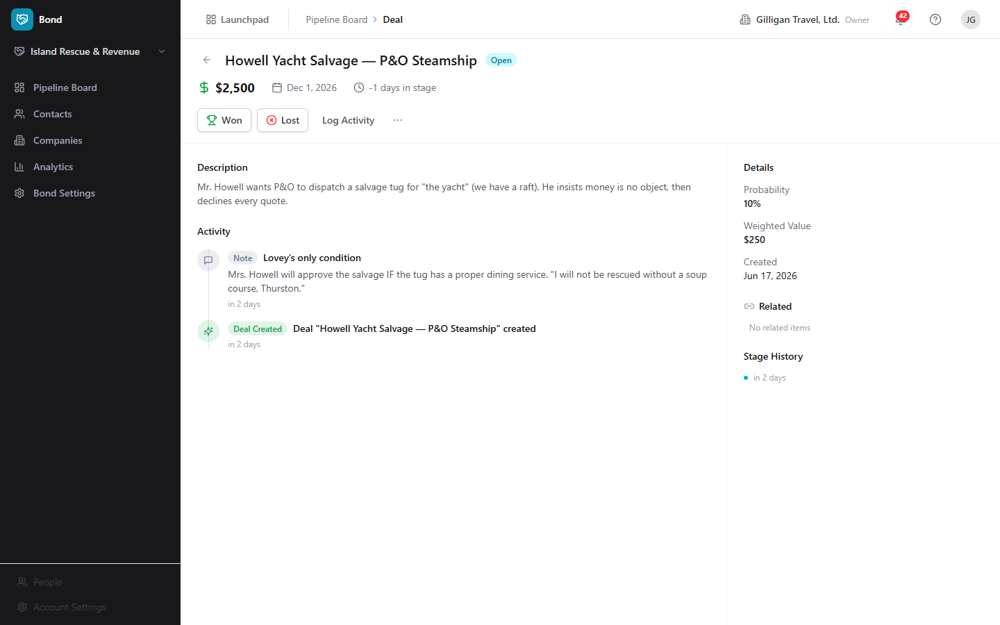 Bond
Island Rescue & Revenue
Pipeline Board
Contacts
Companies
Analytics
Bond Settings
People
Account Settings
Launchpad
Pipeline Board > Deal
Gilligan Travel, Ltd. Owner
42
JG
Howell Yacht Salvage — P&O Steamship Open
$2,500 Dec 1, 2026 -1 days in stage
Won Lost Log Activity ···
Description
Mr. Howell wants P&O to dispatch a salvage tug for "the yacht" (we have a raft). He insists money is no object, then
declines every quote.
Activity
Note Lovey's only condition
Mrs. Howell will approve the salvage IF the tug has a proper dining service. "I will not be rescued without a soup
course, Thurston."
in 2 days
Deal Created Deal "Howell Yacht Salvage — P&O Steamship" created
in 2 days
Details
Probability
10%
Weighted Value
$250
Created
Jun 17, 2026
Related
No related items
Stage History
in 2 days